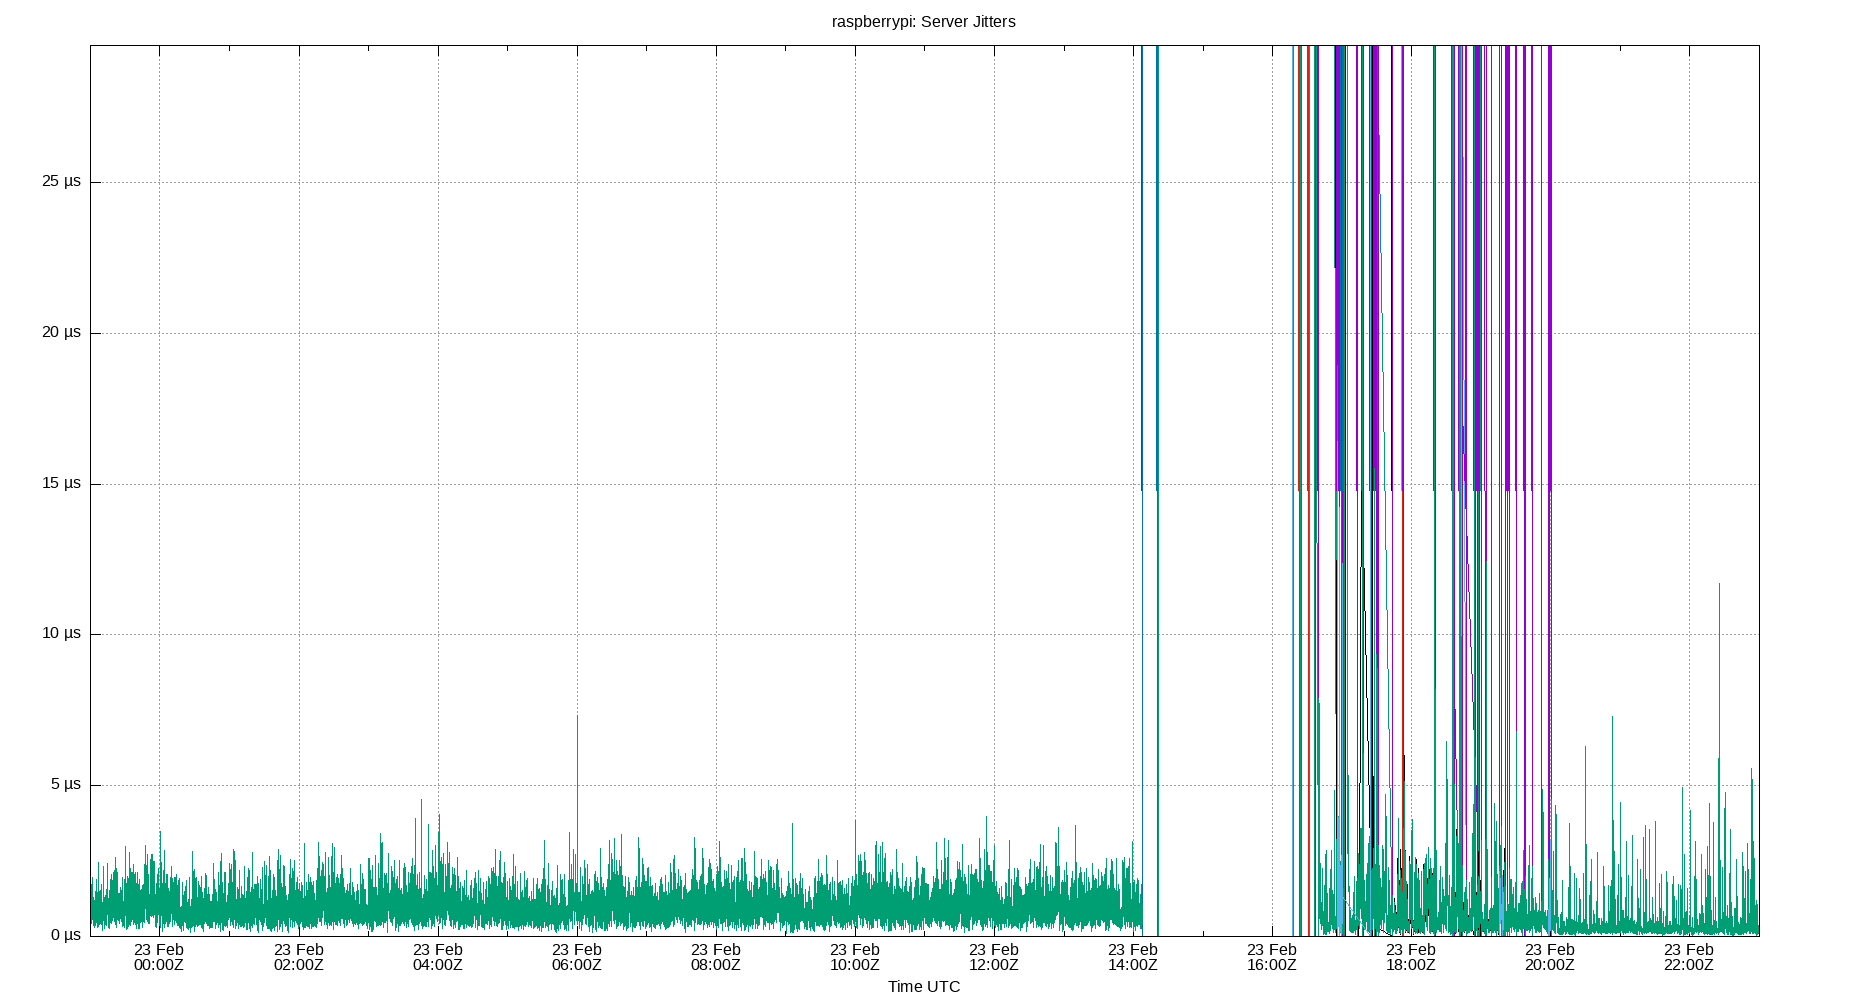 raspberrypi: Server Jitters
25 µs
20 µs
15 µs
10 µs
5 µs
0 µs
23 Feb 23 Feb 23 Feb 23 Feb 23 Feb 23 Feb 23 Feb 23 Feb 23 Feb 23 Feb 23 Feb 23 Feb
00:00Z 02:00Z 04:00Z 06:00Z 08:00Z 10:00Z 12:00Z 14:00Z 16:00Z 18:00Z 20:00Z 22:00Z
Time UTC